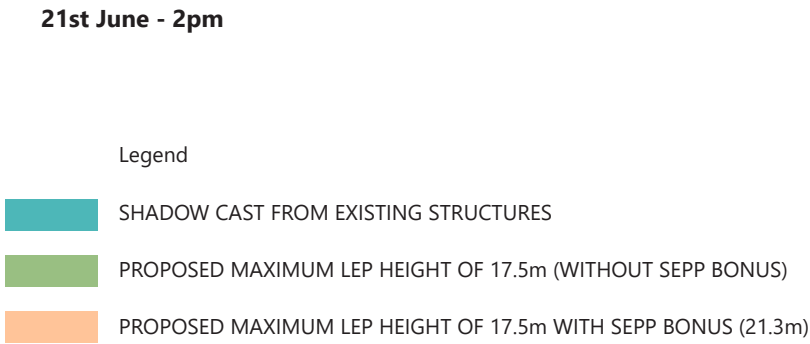 21st June - 2pm
Legend
SHADOW CAST FROM EXISTING STRUCTURES
PROPOSED MAXIMUM LEP HEIGHT OF 17.5m (WITHOUT SEPP BONUS)
PROPOSED MAXIMUM LEP HEIGHT OF 17.5m WITH SEPP BONUS (21.3m)